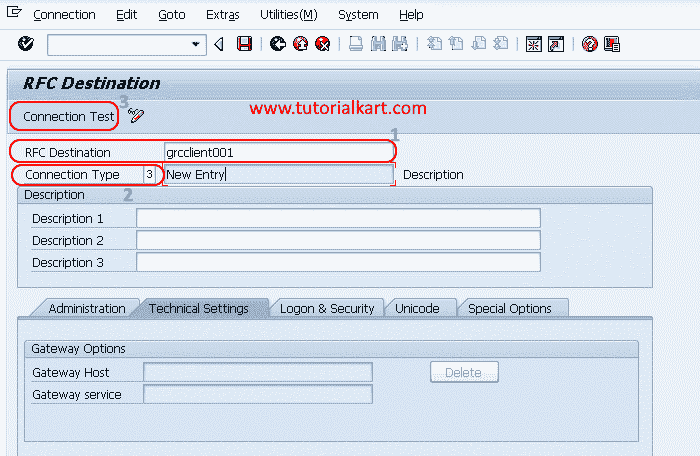 Connection Edit Goto Extras Utilities(M) System Help
RFC Destination
3
Connection Test
www.tutorialkart.com
1
RFC Destination grcclient001
Connection Type 3 New Entry Description
2
Description
Description 1
Description 2
Description 3
Administration Technical Settings Logon & Security Unicode Special Options
Gateway Options
Gateway Host Delete
Gateway service